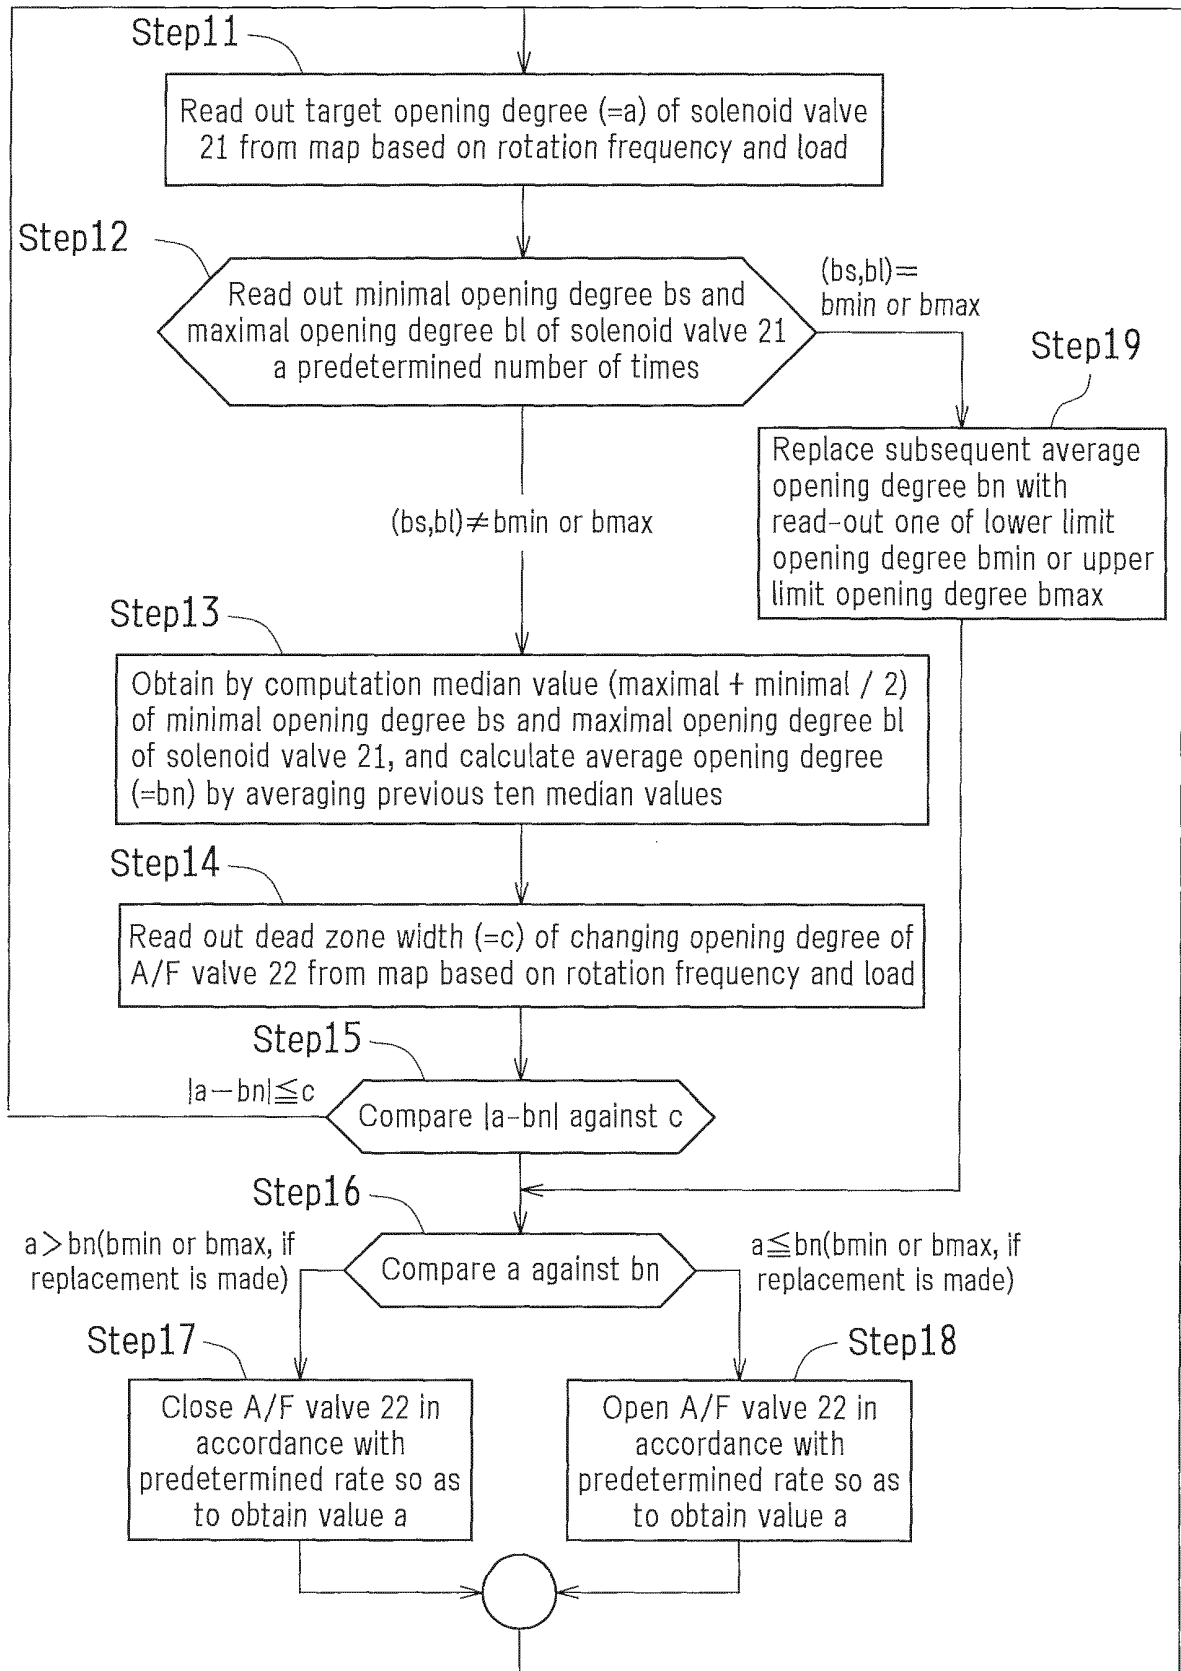 Step11
Read out target opening degree (=a) of solenoid valve
21 from map based on rotation frequency and load
Step12
Read out minimal opening degree bs and
maximal opening degree bl of solenoid valve 21
a predetermined number of times
(bs,bl)=
bmin or bmax
Step19
Replace subsequent average
opening degree bn with
read-out one of lower limit
opening degree bmin or upper
limit opening degree bmax
(bs,bl)≠bmin or bmax
Step13
Obtain by computation median value (maximal + minimal / 2)
of minimal opening degree bs and maximal opening degree bl
of solenoid valve 21, and calculate average opening degree
(=bn) by averaging previous ten median values
Step14
Read out dead zone width (=c) of changing opening degree of
A/F valve 22 from map based on rotation frequency and load
Step15
|a-bn|≦c
Compare |a-bn| against c
Step16
a>bn(bmin or bmax, if
replacement is made)
Compare a against bn
a≦bn(bmin or bmax, if
replacement is made)
Step17
Close A/F valve 22 in
accordance with
predetermined rate so as
to obtain value a
Step18
Open A/F valve 22 in
accordance with
predetermined rate so as
to obtain value a